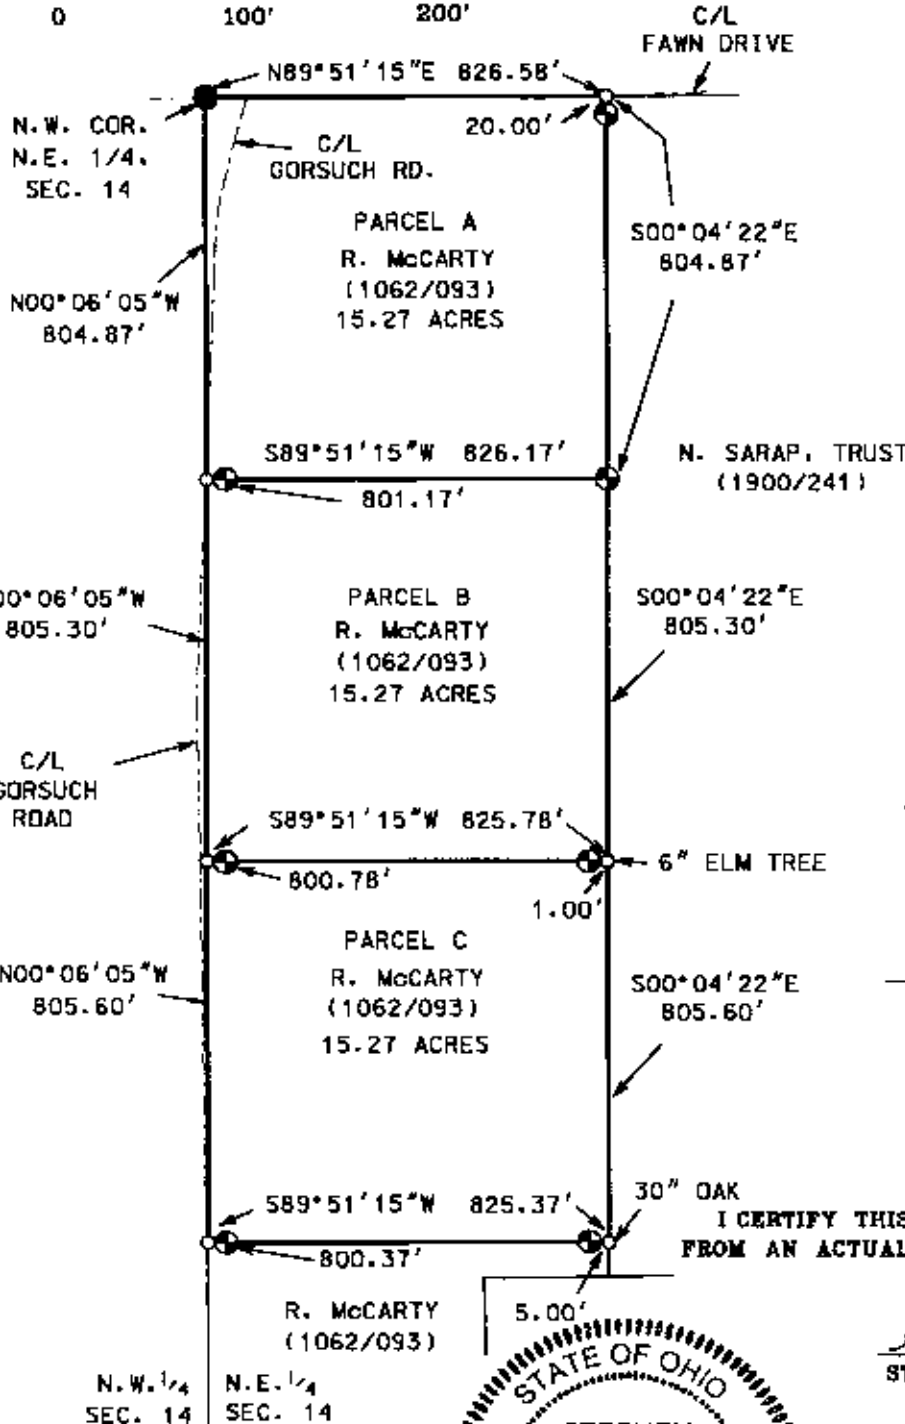 0 100' 200'
C/L
FAWN DRIVE
N89°51'15"E 826.58'
20.00'
N.W. COR.
N.E. 1/4.
SEC. 14
C/L
GORSUCH RD.
PARCEL A
R. McCARTY
(1062/093)
15.27 ACRES
S00°04'22"E
804.87'
N00°06'05"W
804.87'
S89°51'15"W 826.17'
801.17'
N. SARAP. TRUST
(1900/241)
00°06'05"W
805.30'
PARCEL B
R. McCARTY
(1062/093)
15.27 ACRES
S00°04'22"E
805.30'
C/L
GORSUCH
ROAD
S89°51'15"W 825.78'
800.78'
6" ELM TREE
1.00'
PARCEL C
R. McCARTY
(1062/093)
15.27 ACRES
N00°06'05"W
805.60'
S00°04'22"E
805.60'
S89°51'15"W 825.37'
800.37'
30" OAK
I CERTIFY THIS
FROM AN ACTUAL
5.00'
R. McCARTY
(1062/093)
N.W. 1/4
SEC. 14
N.E. 1/4
SEC. 14
STATE OF OHIO